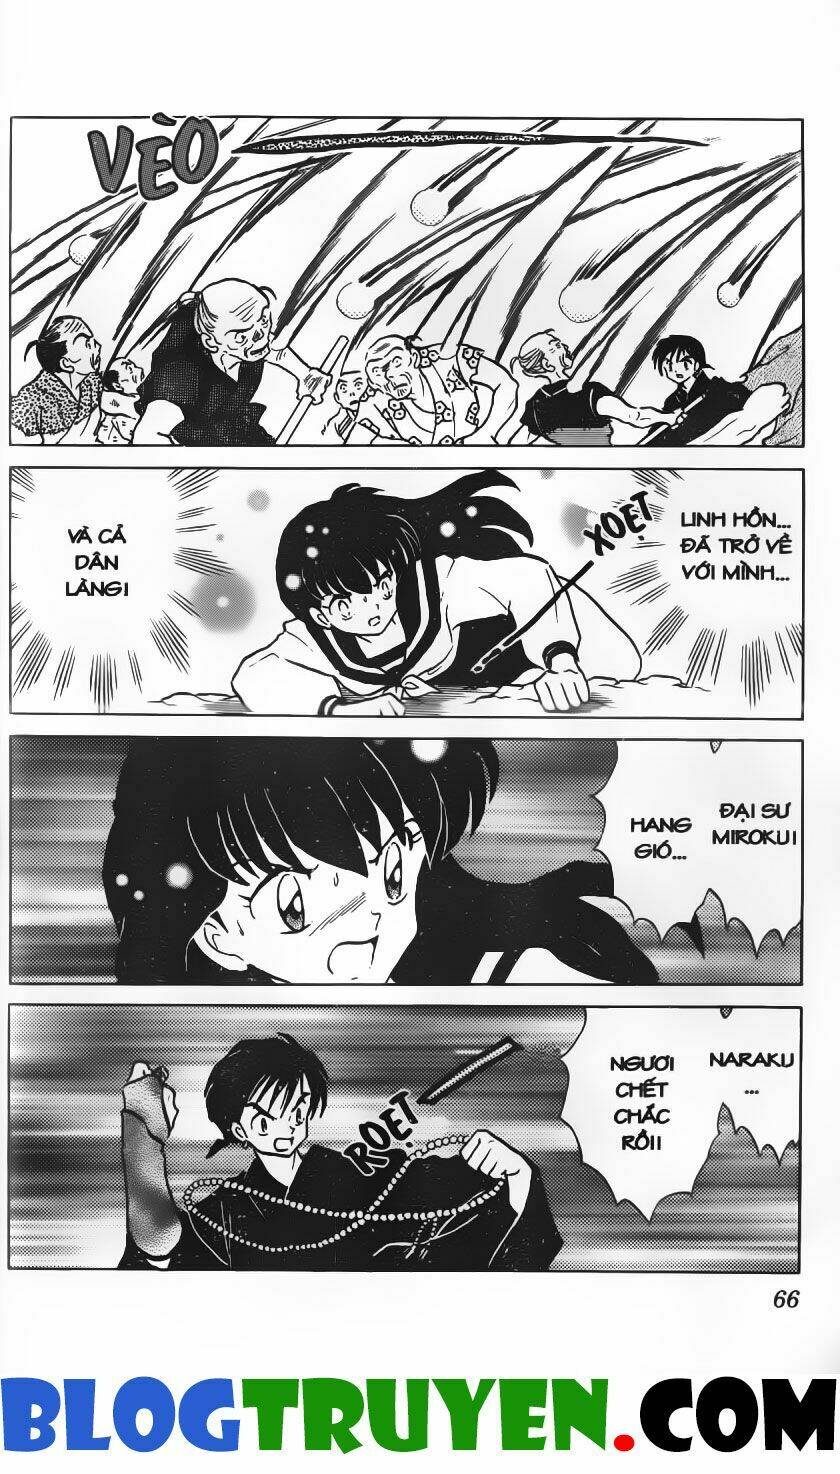 VÈO
LINH HỒN...
ĐÃ TRỞ VỀ
VỚI MÌNH...
XOẸT
VÀ CẢ
DÂN
LÀNG!
ĐẠI SƯ
MIROKU!
HANG
GIÓ...
NARAKU
...
NGƯƠI
CHẾT
CHẮC
RỒI!
ROẸT
66
BLOGTRUYEN.COM